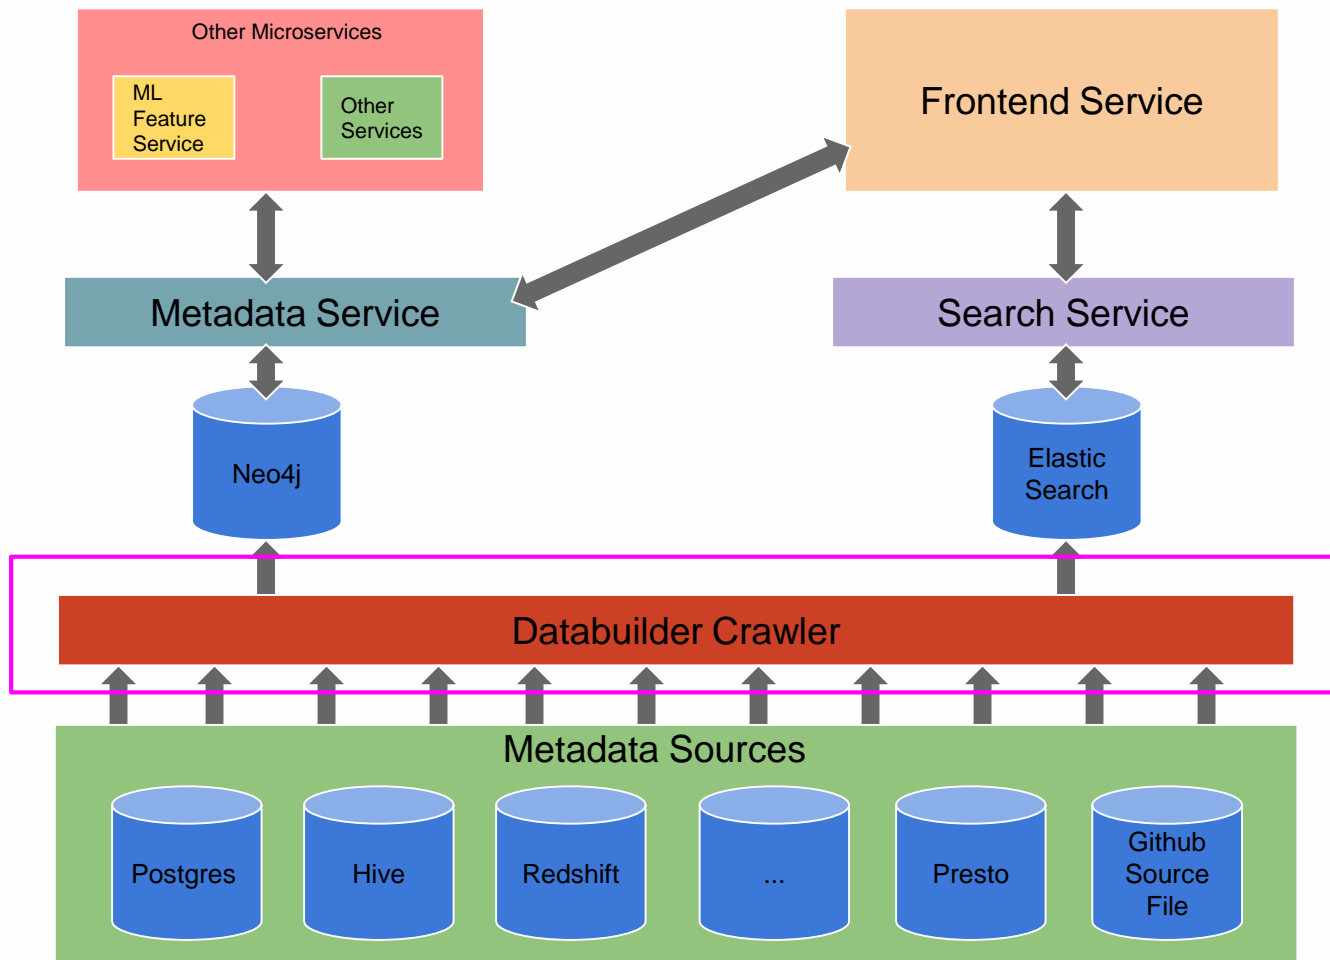 Other Microservices
ML
Feature
Service
Other
Services
Frontend Service
Metadata Service
Search Service
Neo4j
Elastic
Search
Databuilder Crawler
Metadata Sources
Postgres
Hive
Redshift
...
Presto
Github
Source
File